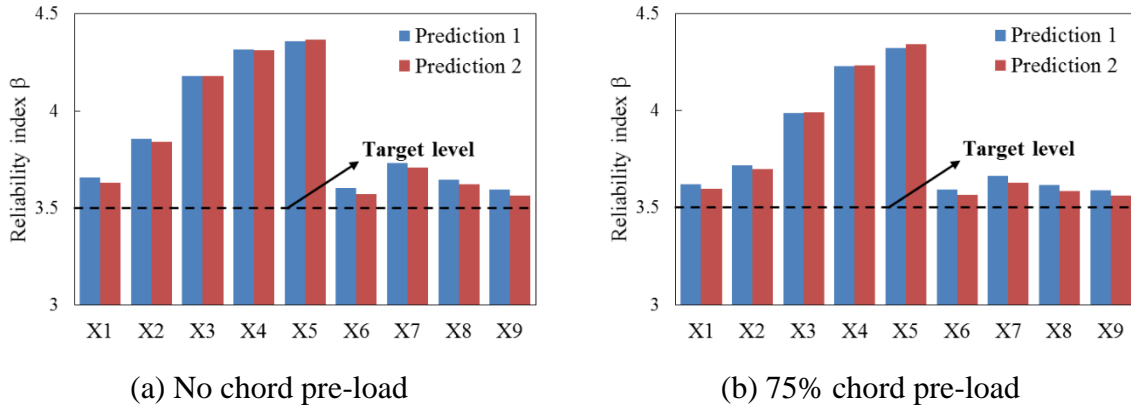 4.5
4
3.5
3
Reliability index β
Prediction 1
Prediction 2
Target level
X1 X2 X3 X4 X5 X6 X7 X8 X9
(a) No chord pre-load
4.5
4
3.5
3
Reliability index β
Prediction 1
Prediction 2
Target level
X1 X2 X3 X4 X5 X6 X7 X8 X9
(b) 75% chord pre-load